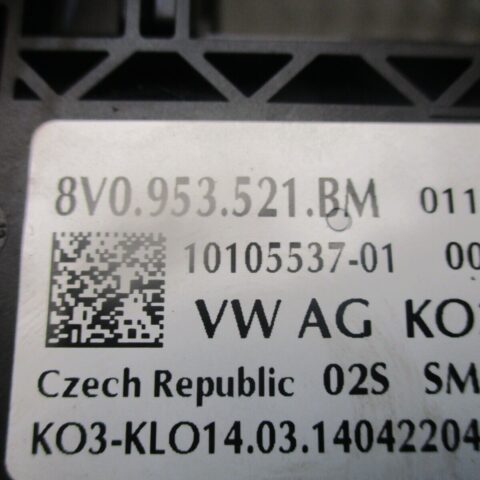 8V0.953.521.BM 011
10105537-01 00
VW AG KO
Czech Republic 02S SM
KO3-KLO14.03.14042204